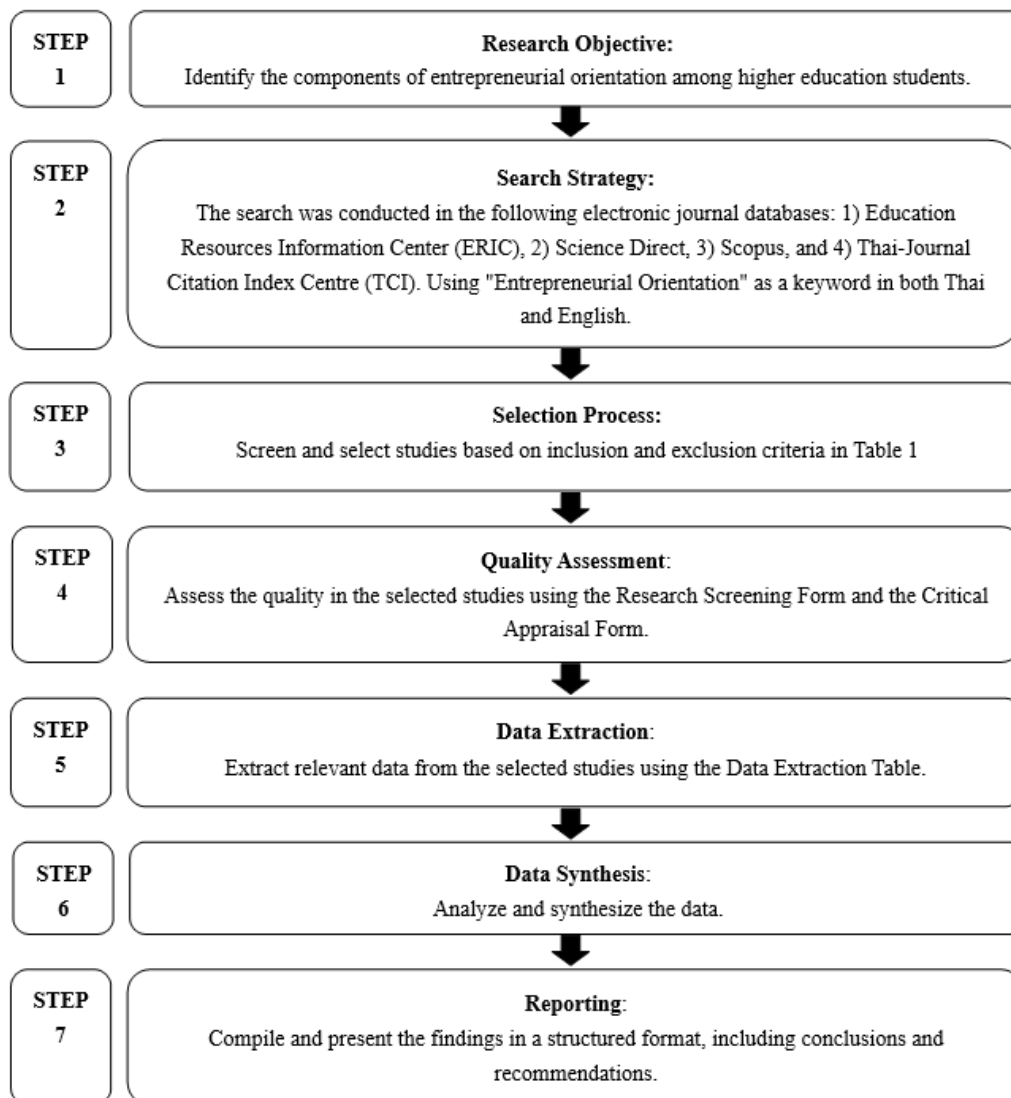 STEP
1
Research Objective:
Identify the components of entrepreneurial orientation among higher education students.
STEP
2
Search Strategy:
The search was conducted in the following electronic journal databases: 1) Education
Resources Information Center (ERIC), 2) Science Direct, 3) Scopus, and 4) Thai-Journal
Citation Index Centre (TCI). Using "Entrepreneurial Orientation" as a keyword in both Thai
and English.
STEP
3
Selection Process:
Screen and select studies based on inclusion and exclusion criteria in Table 1
STEP
4
Quality Assessment:
Assess the quality in the selected studies using the Research Screening Form and the Critical
Appraisal Form.
STEP
5
Data Extraction:
Extract relevant data from the selected studies using the Data Extraction Table.
STEP
6
Data Synthesis:
Analyze and synthesize the data.
STEP
7
Reporting:
Compile and present the findings in a structured format, including conclusions and
recommendations.